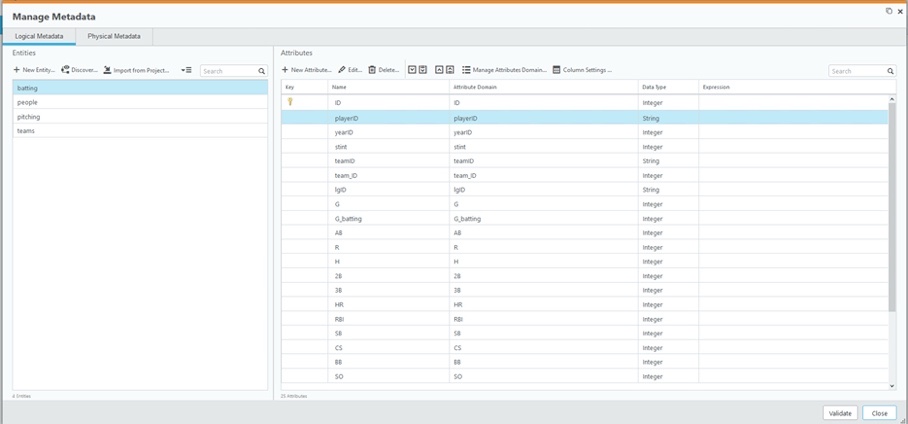 Manage Metadata
Logical Metadata Physical Metadata
Entities
New Entity... Discover... Import from Project... Search
batting
people
pitching
teams
4 Entities
Attributes
New Attribute... Edit... Delete... Manage Attributes Domain... Column Settings ... Search
Key Name Attribute Domain Data Type Expression
ID ID Integer
playerID playerID String
yearID yearID Integer
stint stint Integer
teamID teamID String
team_ID team_ID Integer
lgID lgID String
G G Integer
G_batting G_batting Integer
AB AB Integer
R R Integer
H H Integer
2B 2B Integer
3B 3B Integer
HR HR Integer
RBI RBI Integer
SB SB Integer
CS CS Integer
BB BB Integer
SO SO Integer
Attributes
Validate Close